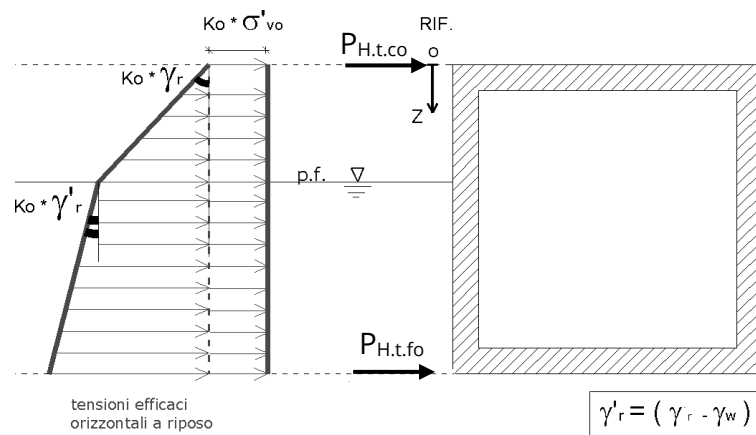 Ko * σ'vo
RIF.
PH.t.co
o
Ko * γr
Z
p.f.
Ko * γ'r
PH.t.fo
tensioni efficaci
orizzontali a riposo
γ'r = ( γr - γw )